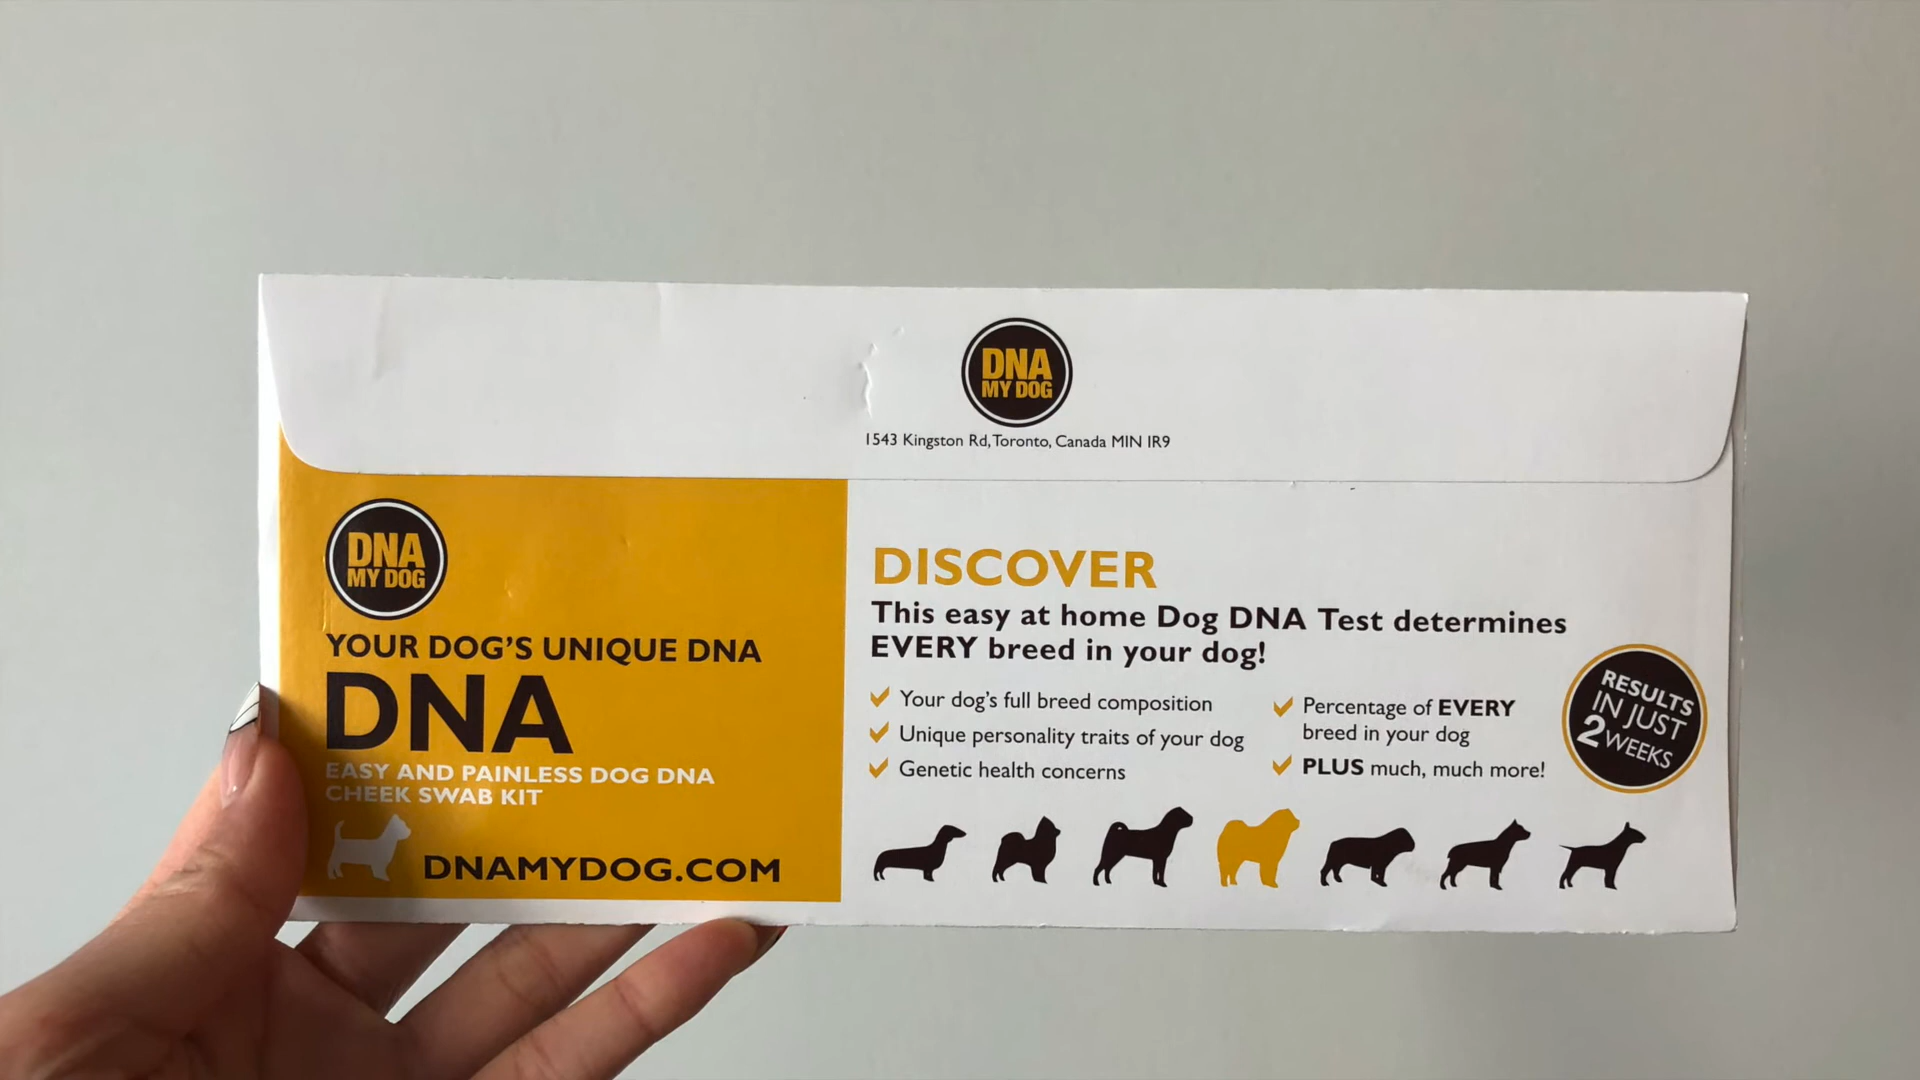 DNA
MY DOG
1543 Kingston Rd, Toronto, Canada MIN IR9
DNA
MY DOG
YOUR DOG'S UNIQUE DNA
DNA
EASY AND PAINLESS DOG DNA
CHEEK SWAB KIT
DNAMYDOG.COM
DISCOVER
This easy at home Dog DNA Test determines
EVERY breed in your dog!
Your dog's full breed composition
Unique personality traits of your dog
Genetic health concerns
Percentage of EVERY
breed in your dog
PLUS much, much more!
RESULTS
IN JUST
2 WEEKS